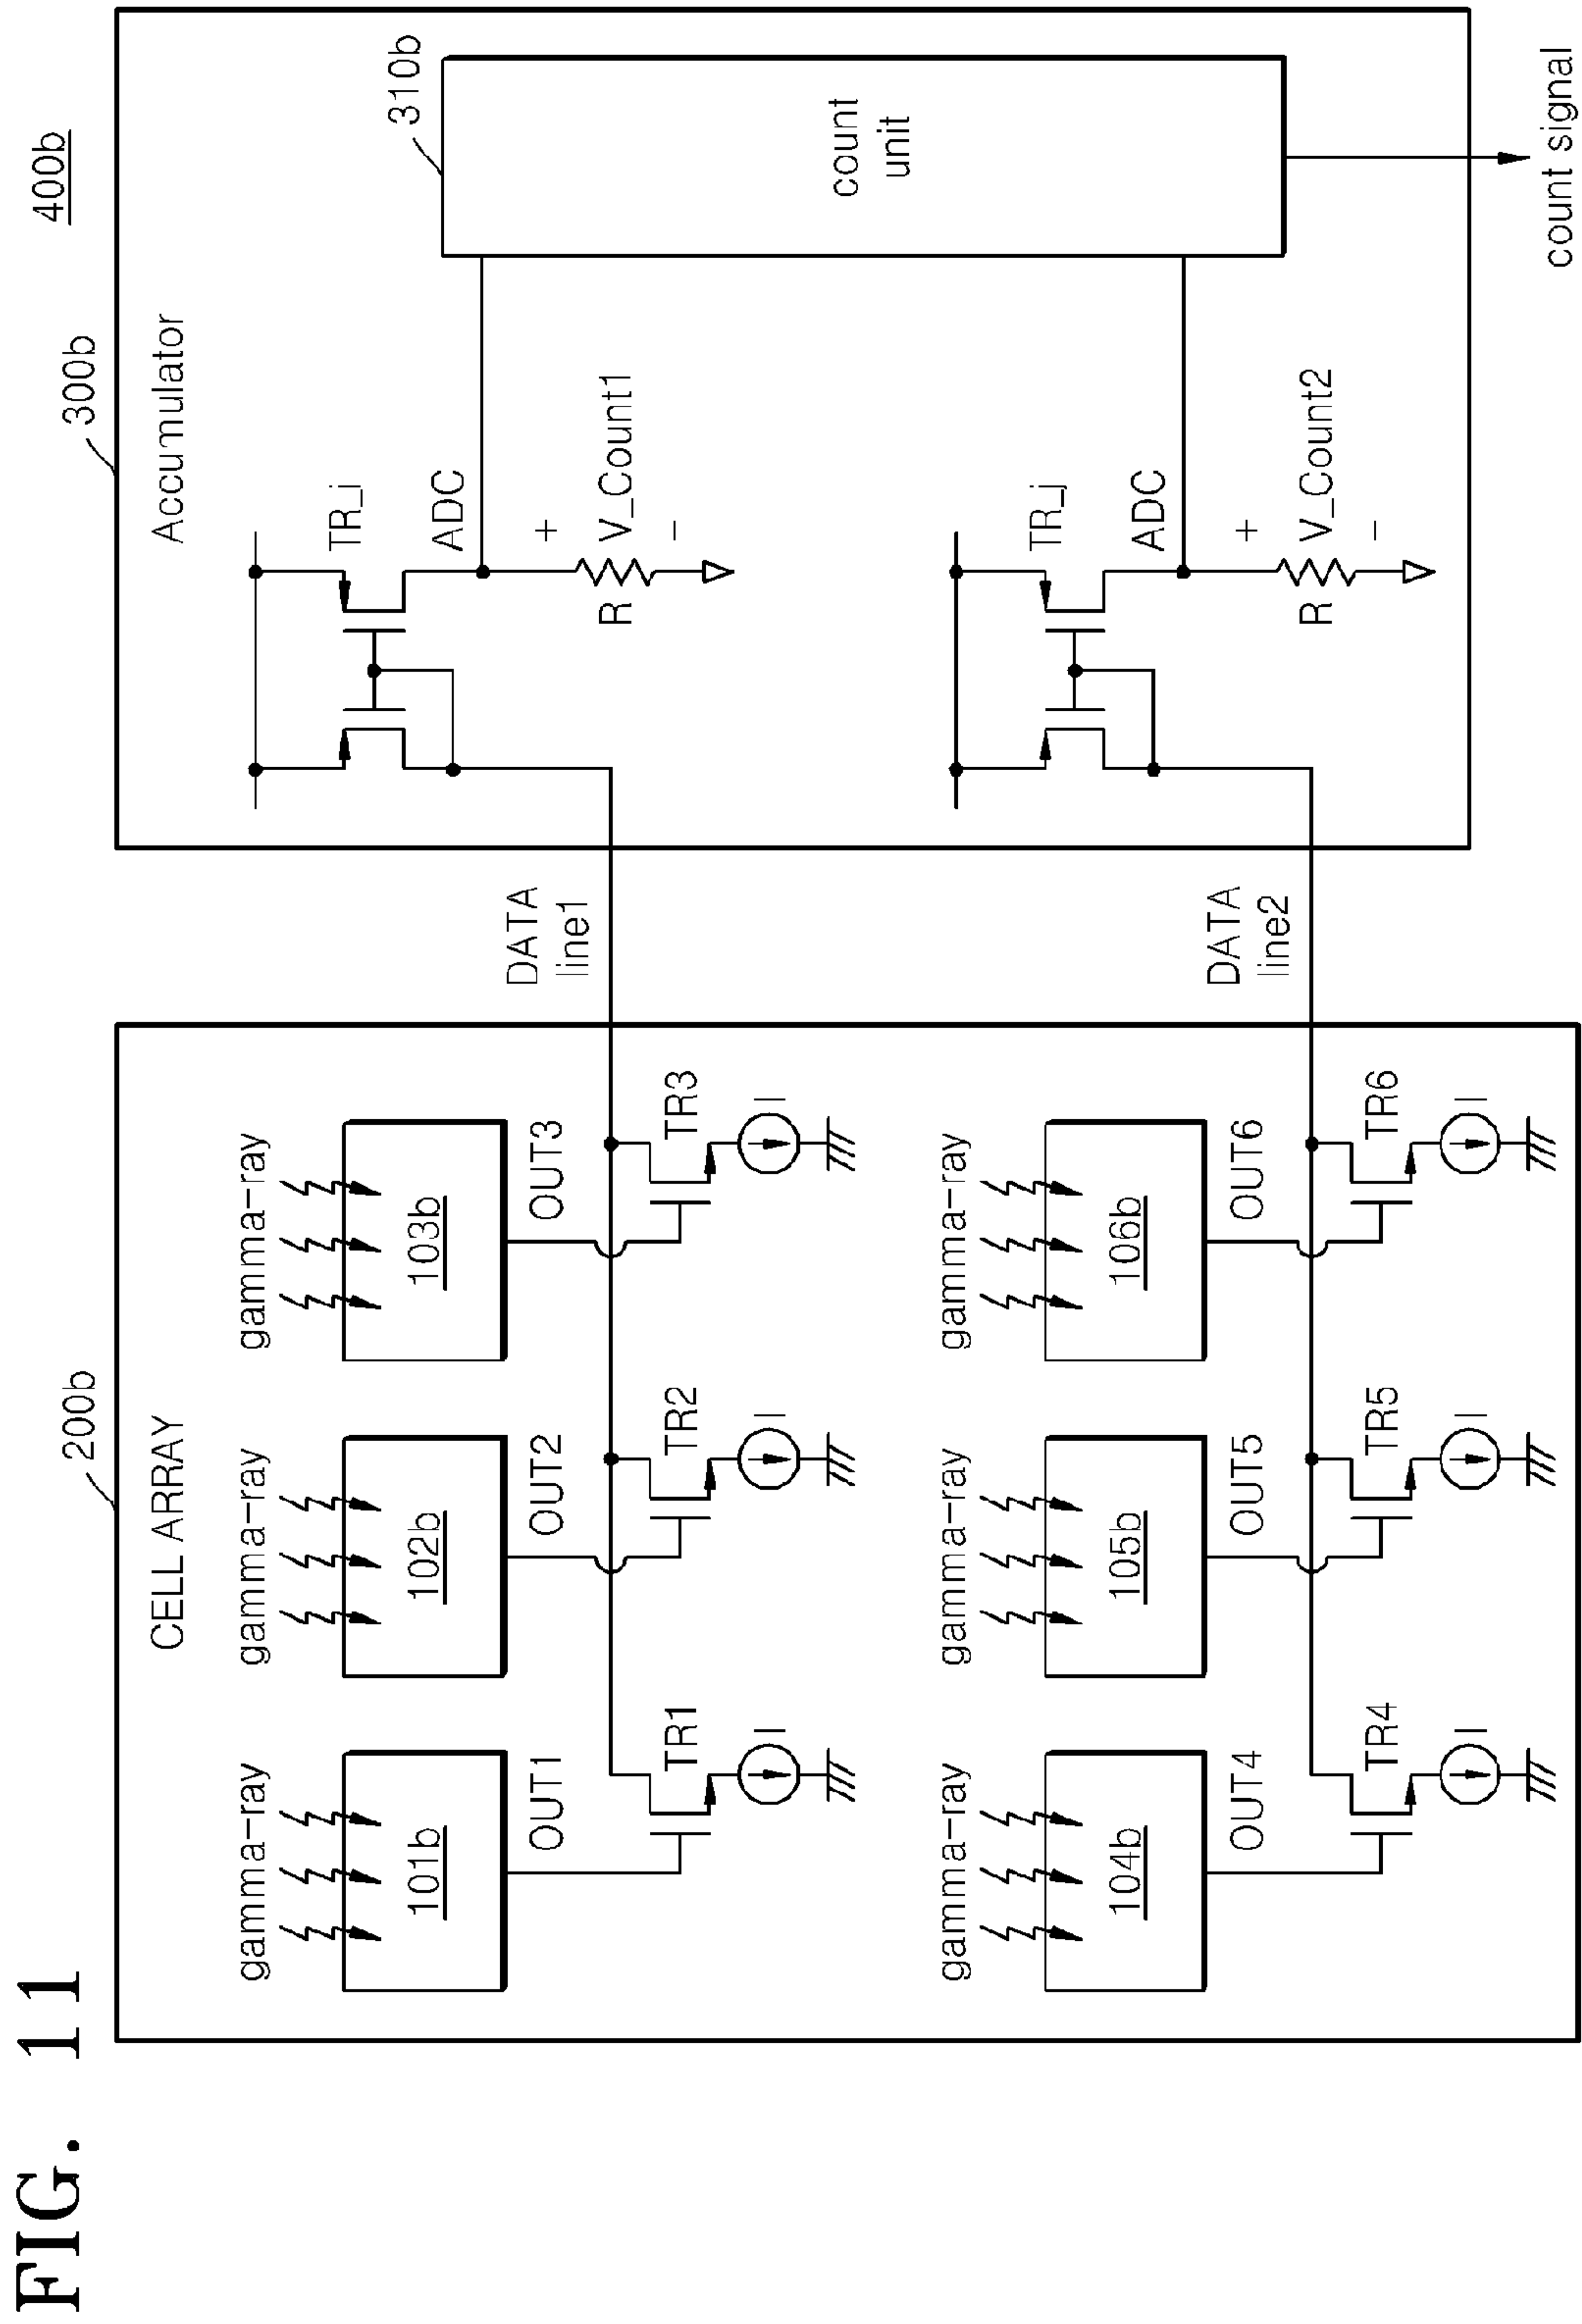 FIG. 11
200b
300b
400b
CELL ARRAY
Accumulator
gamma-ray
gamma-ray
gamma-ray
101b
102b
103b
OUT1
OUT2
OUT3
TR1
TR2
TR3
I
I
I
DATA
line1
TR_i
ADC
+
R
V_Count1
-
310b
count
unit
gamma-ray
gamma-ray
gamma-ray
104b
105b
106b
OUT4
OUT5
OUT6
TR4
TR5
TR6
I
I
I
DATA
line2
TR_j
ADC
+
R
V_Count2
-
count signal